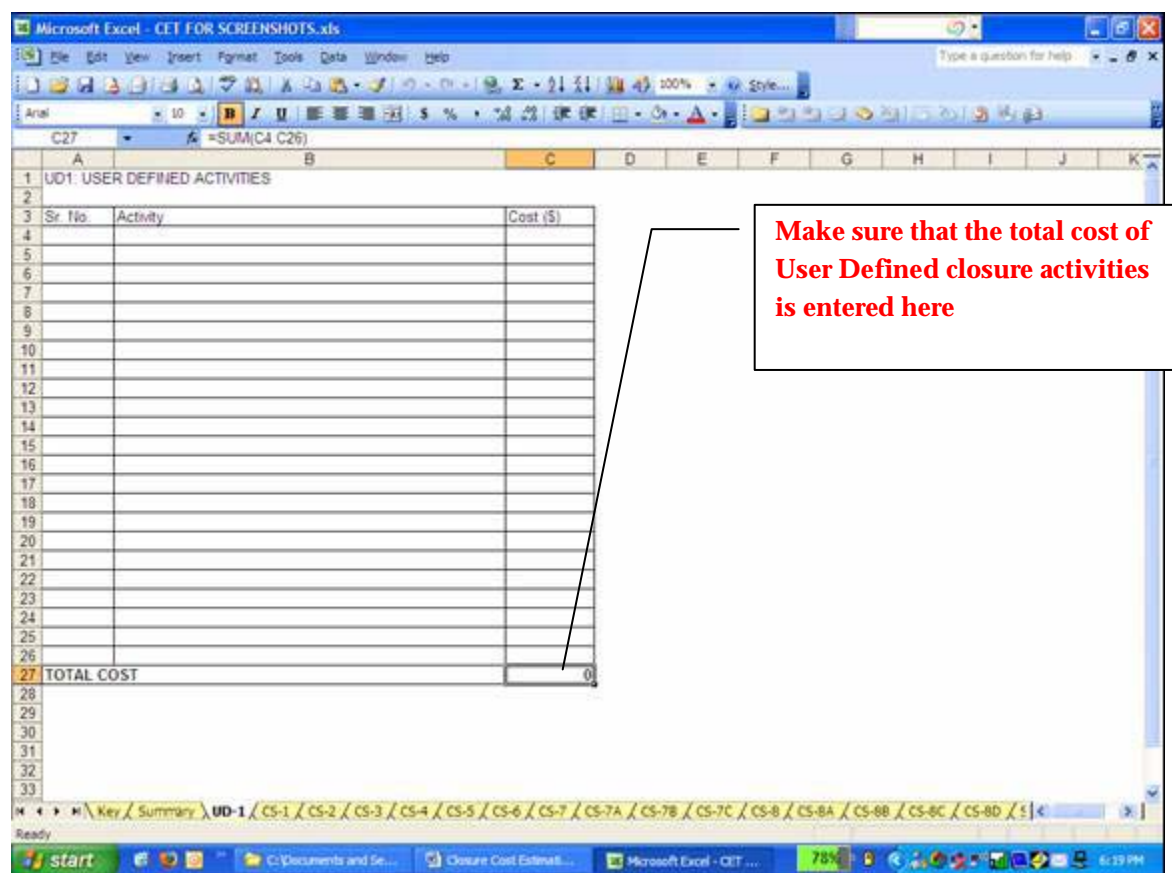 Microsoft Excel - CET FOR SCREENSHOTS.xls
File Edit View Insert Format Tools Data Window Help Type a question for help
100% Style...
Arial 10 B I U $ %
C27 fx =SUM(C4:C26)
A B C D E F G H I J K
1 UD1: USER DEFINED ACTIVITIES
2
3 Sr. No. Activity Cost ($)
4
5
6
7
8
9
10
11
12
13
14
15
16
17
18
19
20
21
22
23
24
25
26
27 TOTAL COST 0
28
29
30
31
32
33
Make sure that the total cost of
User Defined closure activities
is entered here
Key / Summary \ UD-1 / CS-1 / CS-2 / CS-3 / CS-4 / CS-5 / CS-6 / CS-7 / CS-7A / CS-7B / CS-7C / CS-8 / CS-8A / CS-8B / CS-8C / CS-8D /
Ready
start C:\Documents and Se... Closure Cost Estimati... Microsoft Excel - CET ... 78% 6:19 PM